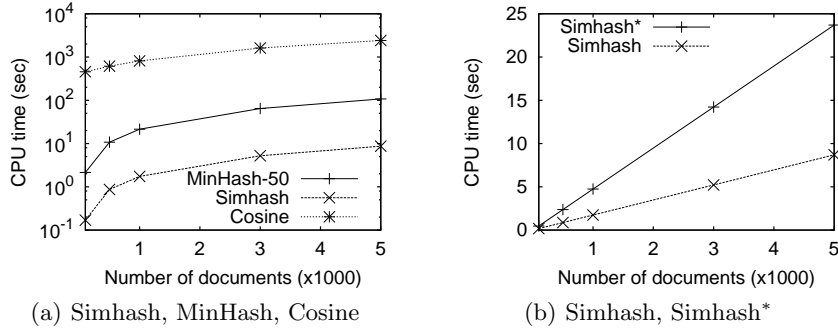 10^4
10^3
10^2
10^1
10^0
10^-1
CPU time (sec)
MinHash-50
Simhash
Cosine
1 2 3 4 5
Number of documents (x1000)
(a) Simhash, MinHash, Cosine
25
20
15
10
5
0
CPU time (sec)
Simhash*
Simhash
1 2 3 4 5
Number of documents (x1000)
(b) Simhash, Simhash*